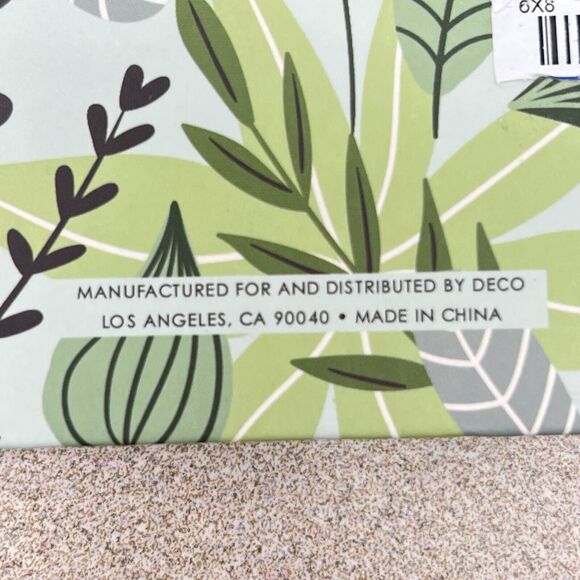 6X8
MANUFACTURED FOR AND DISTRIBUTED BY DECO
LOS ANGELES, CA 90040 • MADE IN CHINA